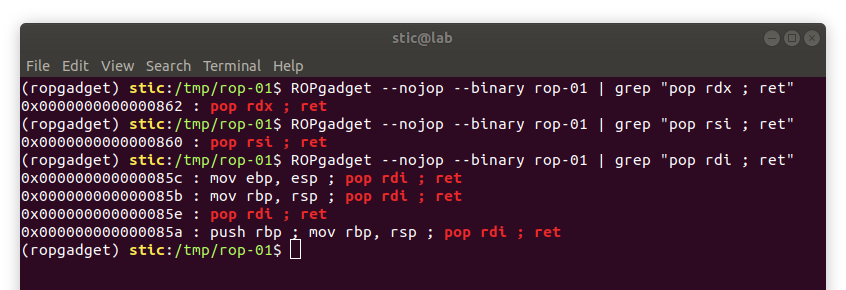 stic@lab
File Edit View Search Terminal Help
(ropgadget) stic:/tmp/rop-01$ ROPgadget --nojop --binary rop-01 | grep "pop rdx ; ret"
0x0000000000000862 : pop rdx ; ret
(ropgadget) stic:/tmp/rop-01$ ROPgadget --nojop --binary rop-01 | grep "pop rsi ; ret"
0x0000000000000860 : pop rsi ; ret
(ropgadget) stic:/tmp/rop-01$ ROPgadget --nojop --binary rop-01 | grep "pop rdi ; ret"
0x000000000000085c : mov ebp, esp ; pop rdi ; ret
0x000000000000085b : mov rbp, rsp ; pop rdi ; ret
0x000000000000085e : pop rdi ; ret
0x000000000000085a : push rbp ; mov rbp, rsp ; pop rdi ; ret
(ropgadget) stic:/tmp/rop-01$